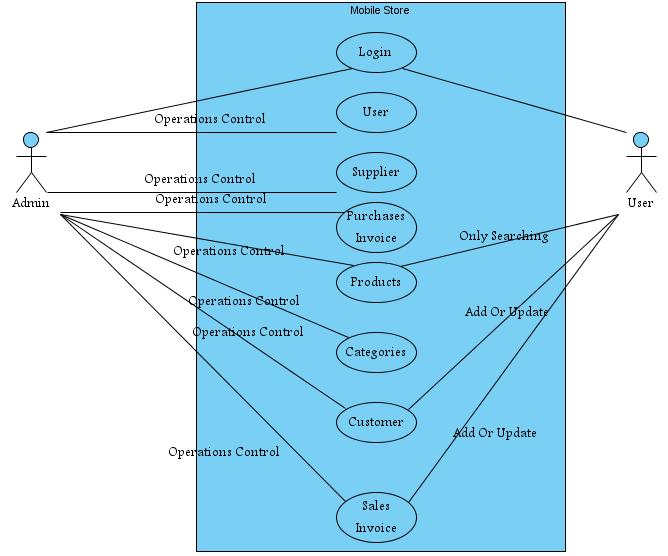 Mobile Store
Login
Operations Control
User
Operations Control
Supplier
Admin
User
Operations Control
Purchases
Invoice
Only Searching
Operations Control
Products
Operations Control
Add Or Update
Operations Control
Categories
Customer
Add Or Update
Operations Control
Sales
Invoice